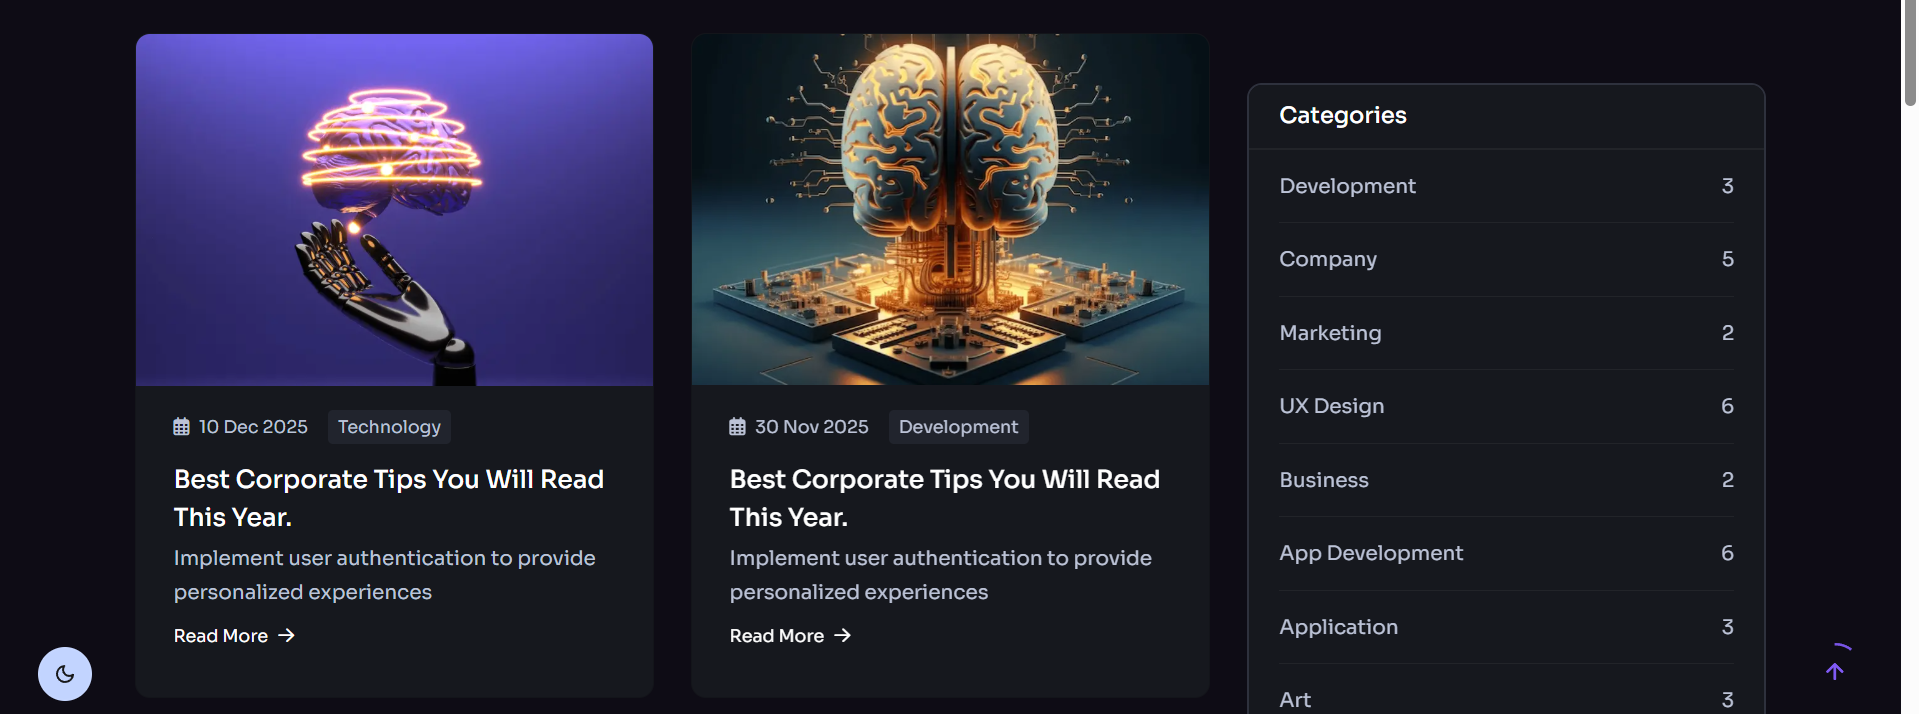 10 Dec 2025 Technology
Best Corporate Tips You Will Read
This Year.
Implement user authentication to provide
personalized experiences
Read More
30 Nov 2025 Development
Best Corporate Tips You Will Read
This Year.
Implement user authentication to provide
personalized experiences
Read More
Categories
Development 3
Company 5
Marketing 2
UX Design 6
Business 2
App Development 6
Application 3
Art 3